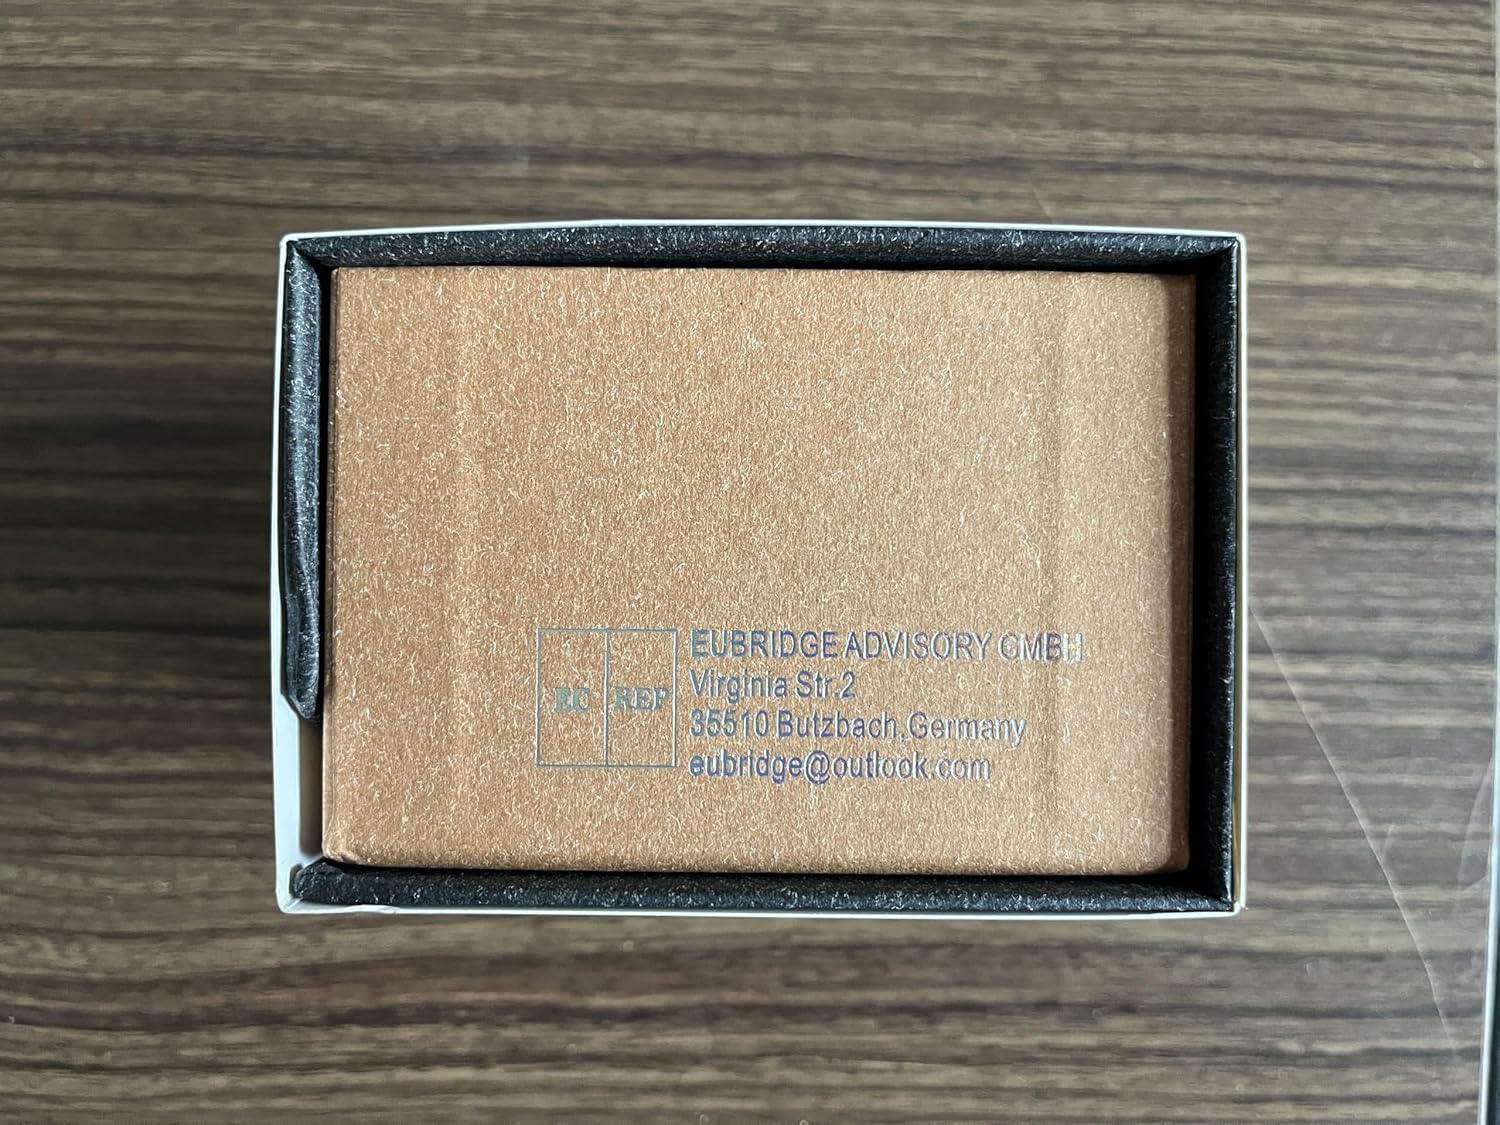 EC REP
EUBRIDGE ADVISORY GMBH
Virginia Str.2
35510 Butzbach,Germany
eubridge@outlook.com